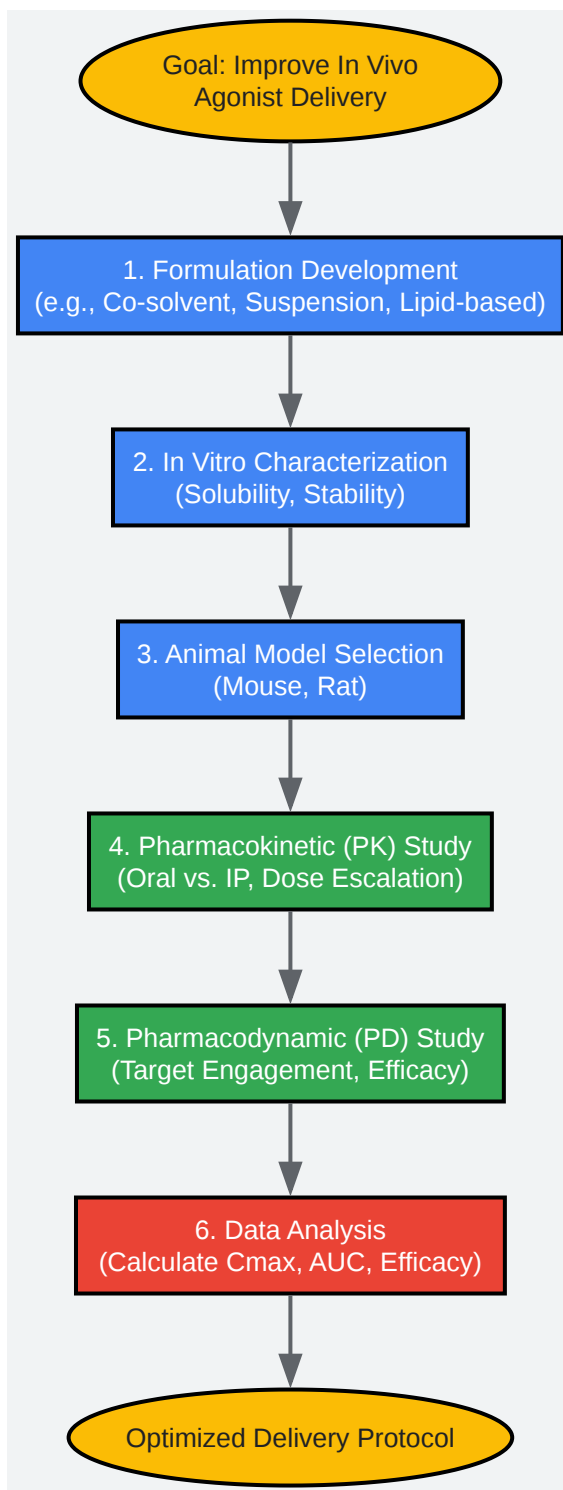 Goal: Improve In Vivo
Agonist Delivery
1. Formulation Development
(e.g., Co-solvent, Suspension, Lipid-based)
2. In Vitro Characterization
(Solubility, Stability)
3. Animal Model Selection
(Mouse, Rat)
4. Pharmacokinetic (PK) Study
(Oral vs. IP, Dose Escalation)
5. Pharmacodynamic (PD) Study
(Target Engagement, Efficacy)
6. Data Analysis
(Calculate Cmax, AUC, Efficacy)
Optimized Delivery Protocol